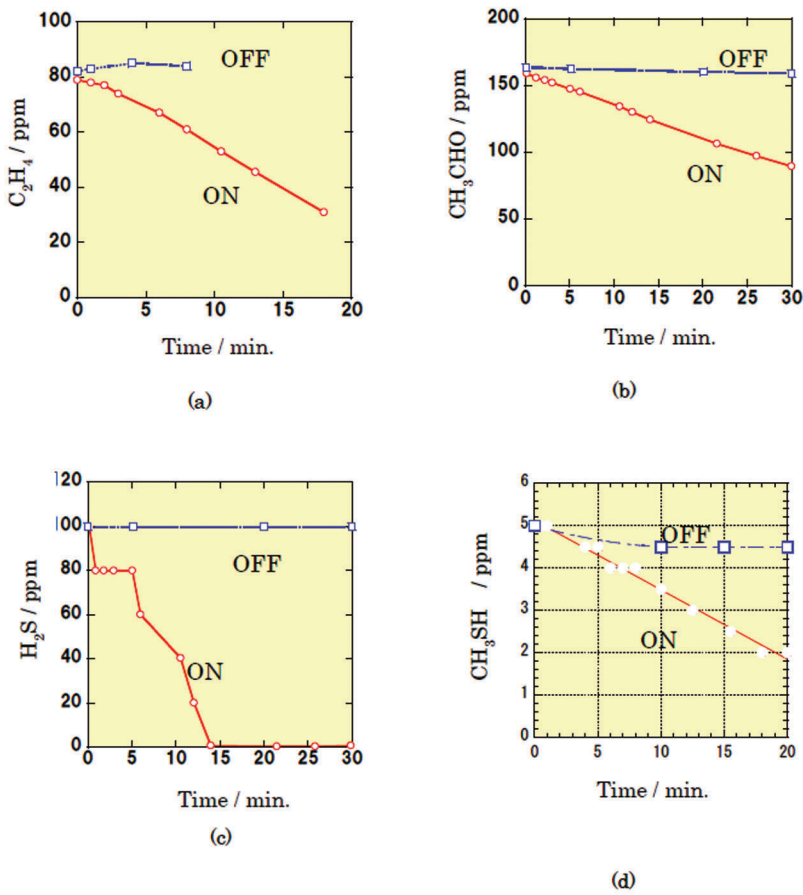 100
80
60
40
20
0
C₂H₄ / ppm
OFF
ON
0 5 10 15 20
Time / min.
(a)
200
150
100
50
0
CH₃CHO / ppm
OFF
ON
0 5 10 15 20 25 30
Time / min.
(b)
120
100
80
60
40
20
0
H₂S / ppm
OFF
ON
0 5 10 15 20 25 30
Time / min.
(c)
6
5
4
3
2
1
0
CH₃SH / ppm
OFF
ON
0 5 10 15 20
Time / min.
(d)